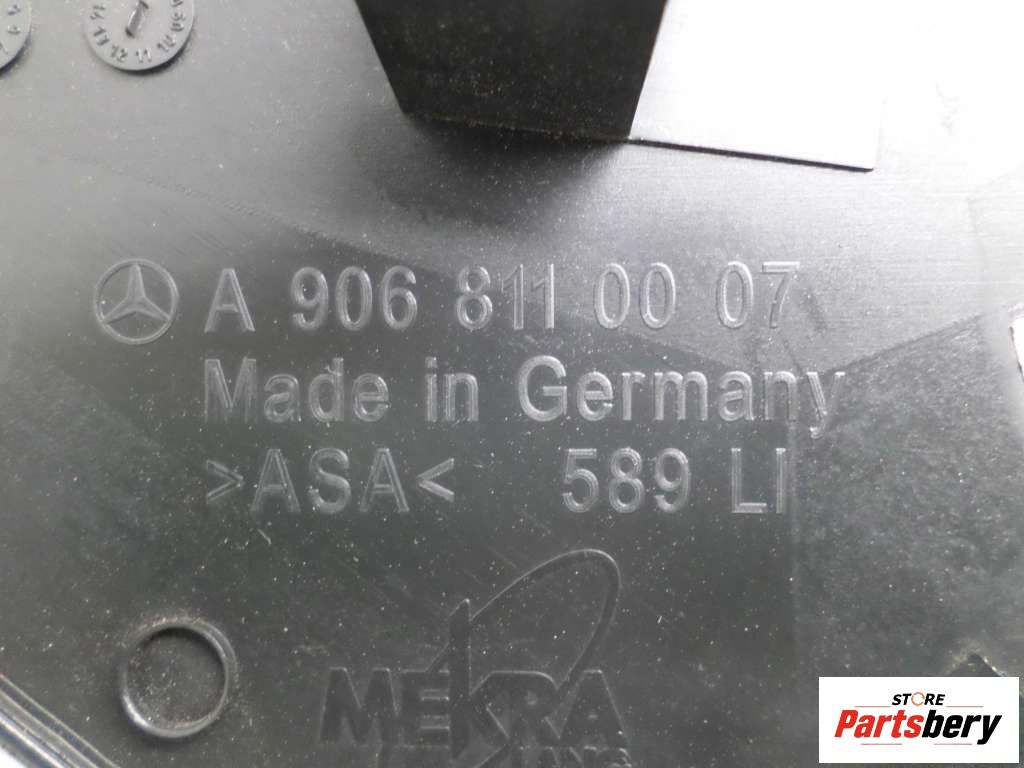 A 906 811 00 07
Made in Germany
>ASA< 589 LI
MEKRA
STORE
Partsbery